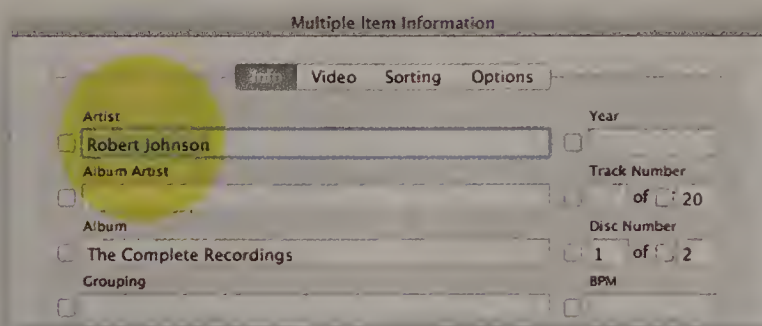 Multiple Item Information
Info Video Sorting Options
Artist Year
Robert Johnson
Album Artist Track Number
of 20
Album Disc Number
The Complete Recordings 1 of 2
Grouping BPM